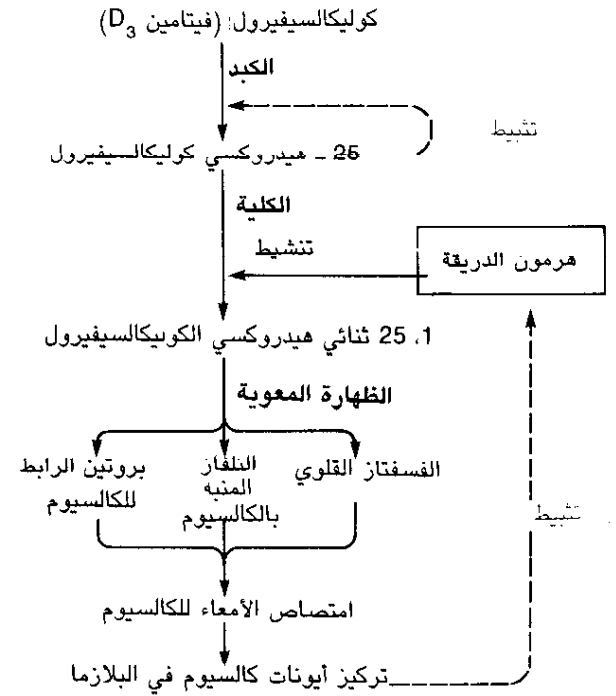 كوليكالسيفيرول: (فيتامين D3)
الكبد
تثبيط
25 ـ هيدروكسي كوليكالسيفيرول
الكلية
تنشيط
هرمون الدريقة
1، 25 ثنائي هيدروكسي الكوليكالسيفيرول
الظهارة المعوية
الفسفتاز القلوي
التلفاز
المنبه
بالكالسيوم
بروتين الرابط
للكالسيوم
تثبيط
امتصاص الأمعاء للكالسيوم
تركيز أيونات كالسيوم في البلازما